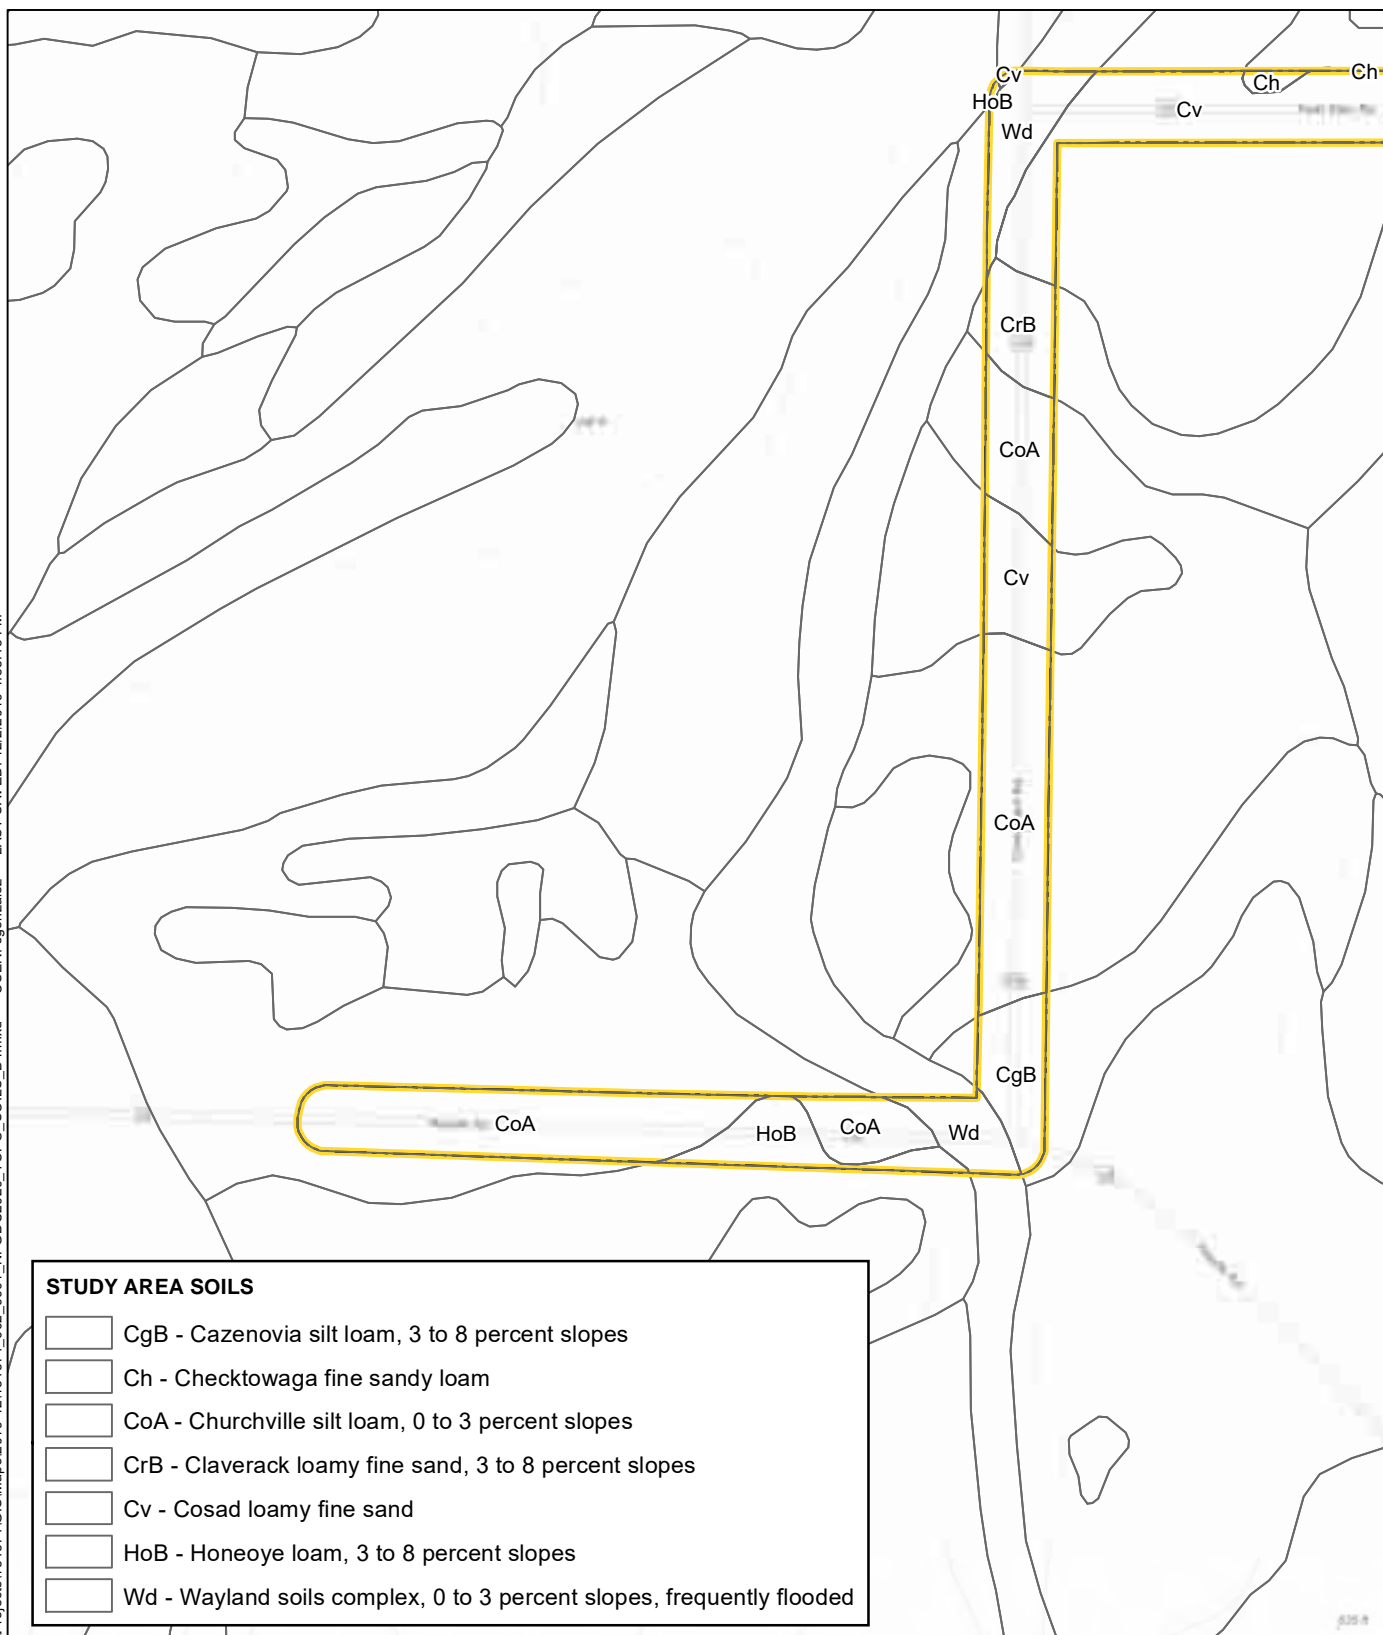 Cv
Ch
Ch
HoB
Cv
Wd
CrB
CoA
Cv
CoA
CgB
CoA
HoB
CoA
Wd
STUDY AREA SOILS
CgB - Cazenovia silt loam, 3 to 8 percent slopes
Ch - Checktowaga fine sandy loam
CoA - Churchville silt loam, 0 to 3 percent slopes
CrB - Claverack loamy fine sand, 3 to 8 percent slopes
Cv - Cosad loamy fine sand
HoB - Honeoye loam, 3 to 8 percent slopes
Wd - Wayland soils complex, 0 to 3 percent slopes, frequently flooded